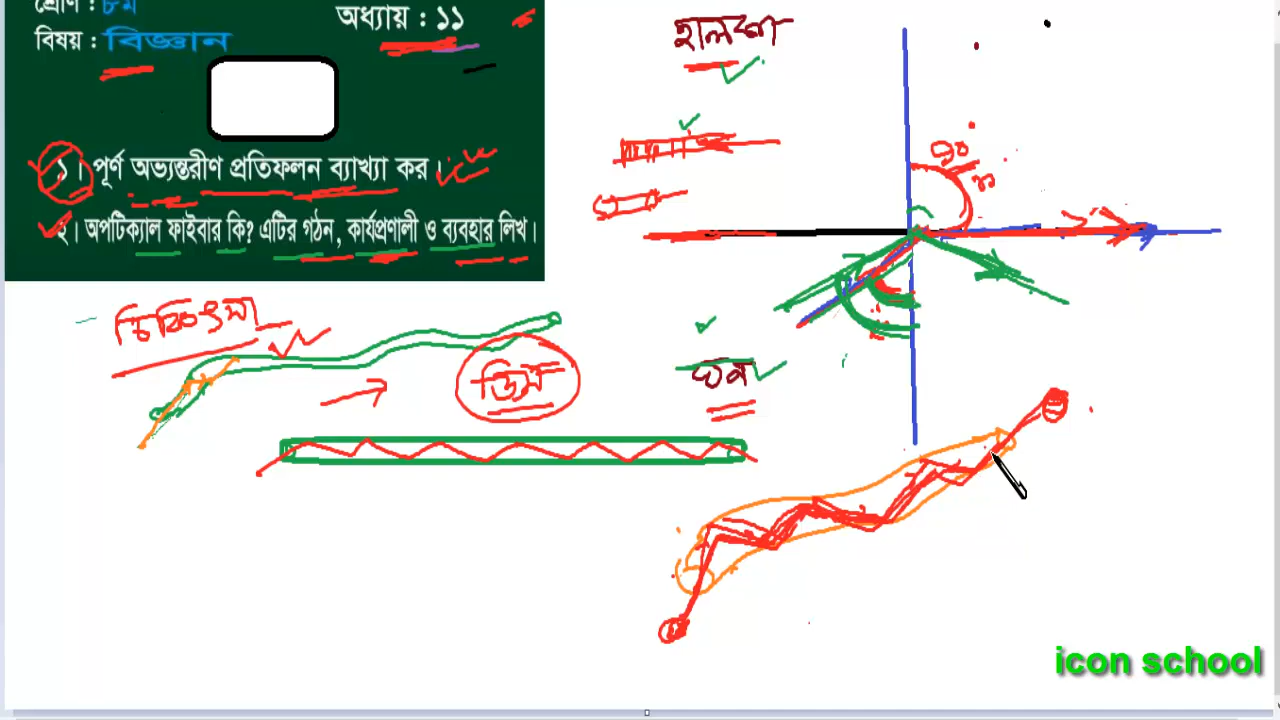 শ্রেণি : ৮ম
বিষয় : বিজ্ঞান
অধ্যায় : ১১
১। পূর্ণ অভ্যন্তরীণ প্রতিফলন ব্যাখ্যা কর।
২। অপটিক্যাল ফাইবার কি? এটির গঠন, কার্যপ্রণালী ও ব্যবহার লিখ।
হালকা
৯০
চিকিৎসা
ঘন
icon school